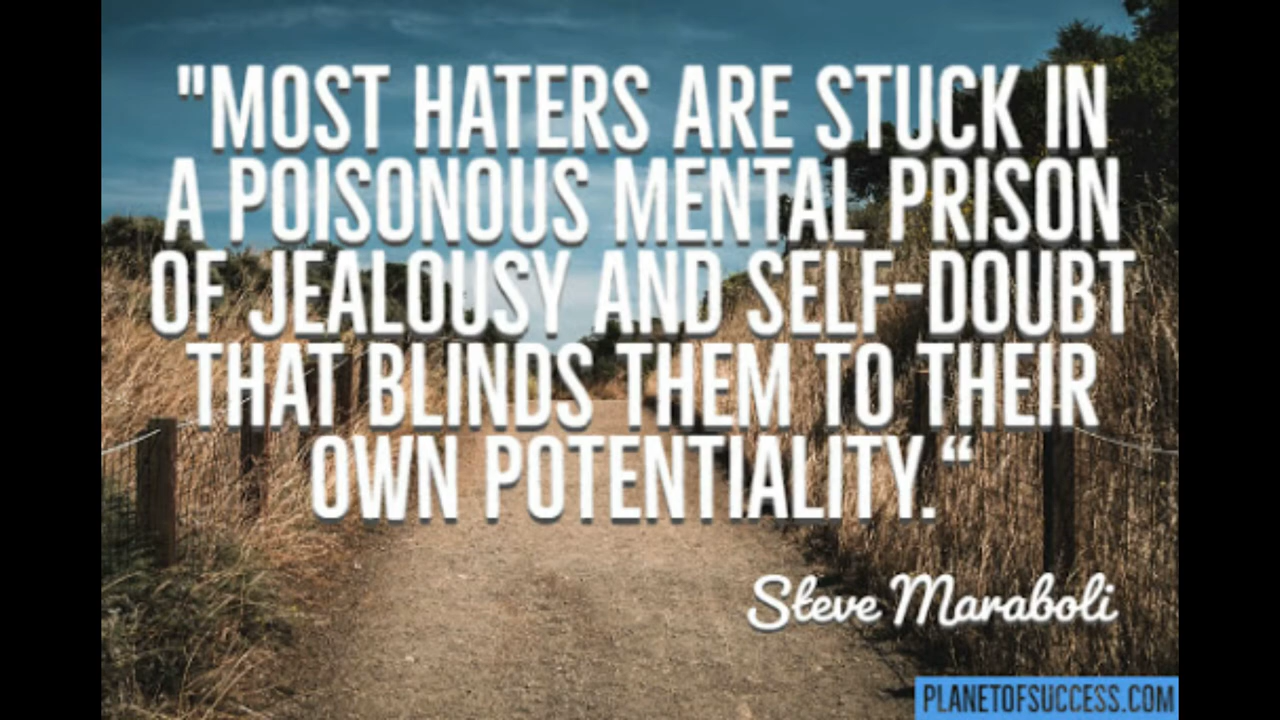 "MOST HATERS ARE STUCK IN
A POISONOUS MENTAL PRISON
OF JEALOUSY AND SELF-DOUBT
THAT BLINDS THEM TO THEIR
OWN POTENTIALITY.“
Steve Maraboli
PLANETOFSUCCESS.COM